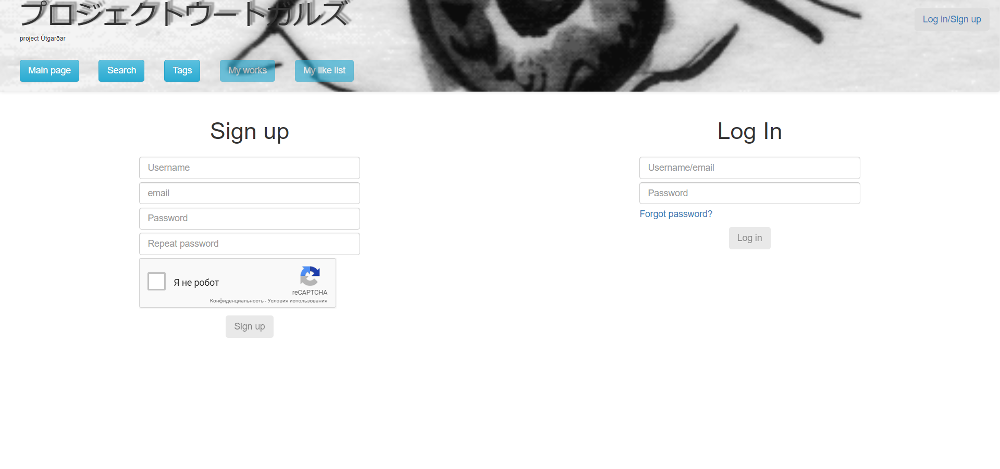 プロジェクトウートガルズ
Log in/Sign up
project Útgarðar
Main page Search Tags My works My like list
Sign up
Username
email
Password
Repeat password
Я не робот
reCAPTCHA
Конфиденциальность - Условия использования
Sign up
Log In
Username/email
Password
Forgot password?
Log in